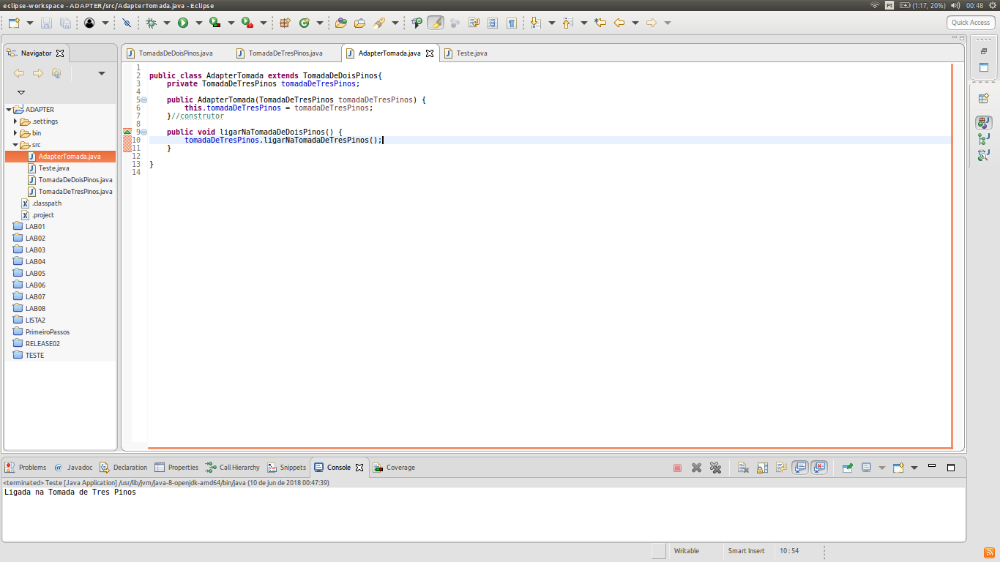 eclipse-workspace - ADAPTER/src/AdapterTomada.java - Eclipse
Pt (1:17, 20%) 00:48
Quick Access
Navigator
TomadaDeDoisPinos.java TomadaDeTresPinos.java AdapterTomada.java Teste.java
ADAPTER
.settings
bin
src
AdapterTomada.java
Teste.java
TomadaDeDoisPinos.java
TomadaDeTresPinos.java
.classpath
.project
LAB01
LAB02
LAB03
LAB04
LAB05
LAB06
LAB07
LAB08
LISTA2
PrimeiroPassos
RELEASE02
TESTE
1
2 public class AdapterTomada extends TomadaDeDoisPinos{
3 private TomadaDeTresPinos tomadaDeTresPinos;
4
5 public AdapterTomada(TomadaDeTresPinos tomadaDeTresPinos) {
6 this.tomadaDeTresPinos = tomadaDeTresPinos;
7 }//construtor
8
9 public void ligarNaTomadaDeDoisPinos() {
10 tomadaDeTresPinos.ligarNaTomadaDeTresPinos();
11 }
12
13 }
14
Problems Javadoc Declaration Properties Call Hierarchy Snippets Console Coverage
<terminated> Teste [Java Application] /usr/lib/jvm/java-8-openjdk-amd64/bin/java (10 de jun de 2018 00:47:39)
Ligada na Tomada de Tres Pinos
Writable Smart Insert 10 : 54